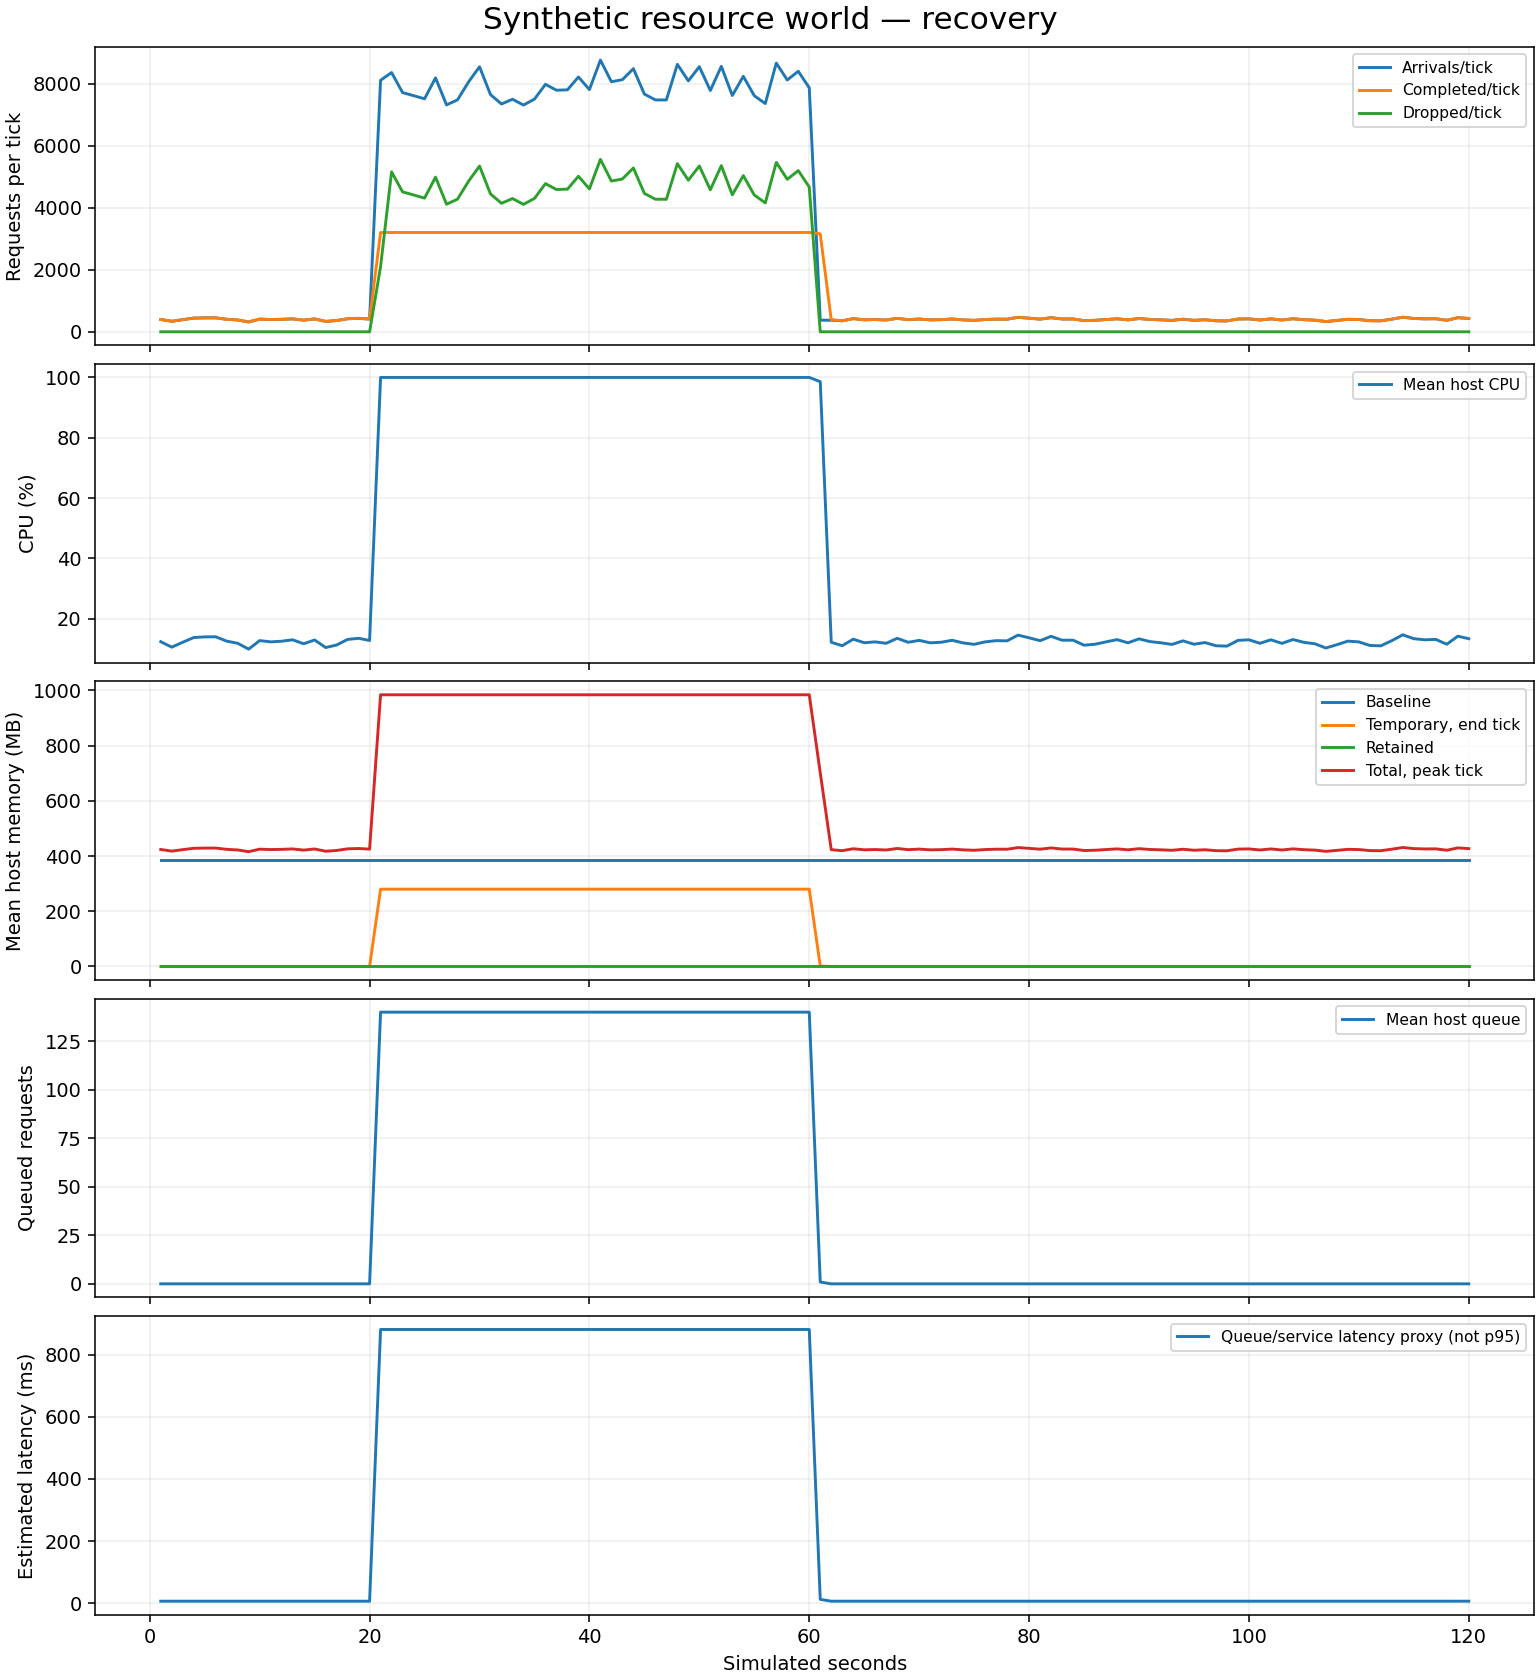 Synthetic resource world — recovery
Requests per tick
8000
6000
4000
2000
0
Arrivals/tick
Completed/tick
Dropped/tick
CPU (%)
100
80
60
40
20
Mean host CPU
Mean host memory (MB)
1000
800
600
400
200
0
Baseline
Temporary, end tick
Retained
Total, peak tick
Queued requests
125
100
75
50
25
0
Mean host queue
Estimated latency (ms)
800
600
400
200
0
Queue/service latency proxy (not p95)
0 20 40 60 80 100 120
Simulated seconds